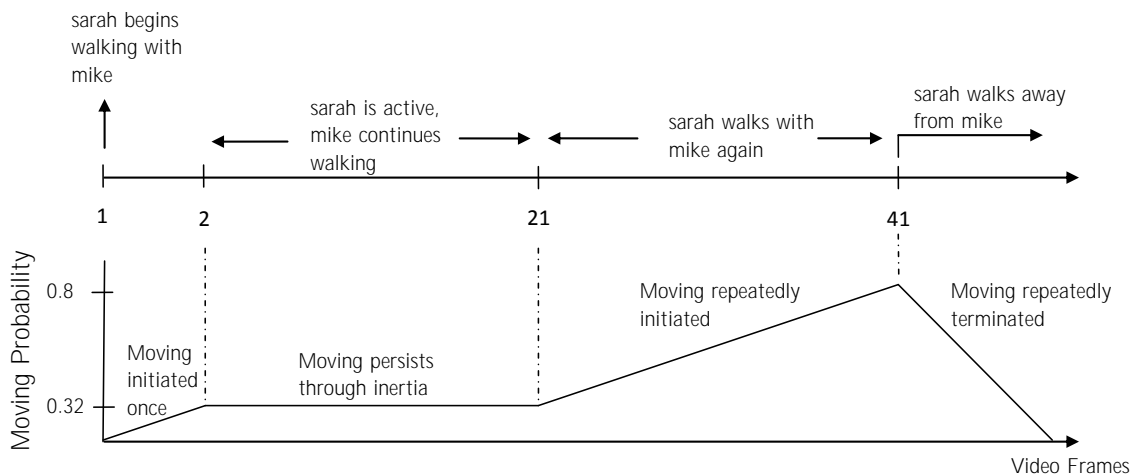 sarah begins
walking with
mike
sarah is active,
mike continues
walking
sarah walks with
mike again
sarah walks away
from mike
1
2
21
41
Moving Probability
0.8
0.32
Moving
initiated
once
Moving persists
through inertia
Moving repeatedly
initiated
Moving repeatedly
terminated
Video Frames